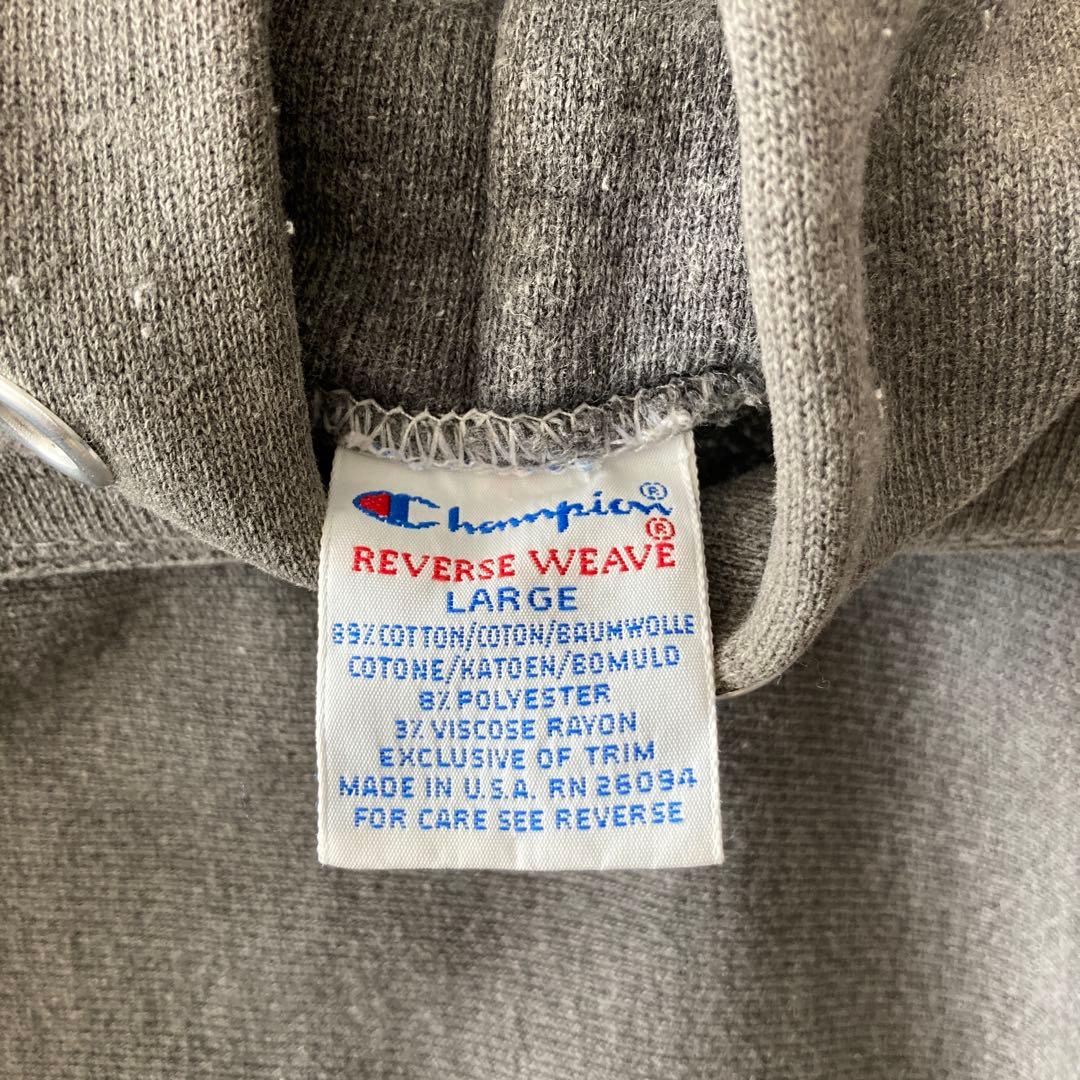 Champion®
REVERSE WEAVE®
LARGE
89% COTTON/COTON/BAUMWOLLE
COTONE/KATOEN/BOMULD
8% POLYESTER
3% VISCOSE RAYON
EXCLUSIVE OF TRIM
MADE IN U.S.A. RN 26094
FOR CARE SEE REVERSE